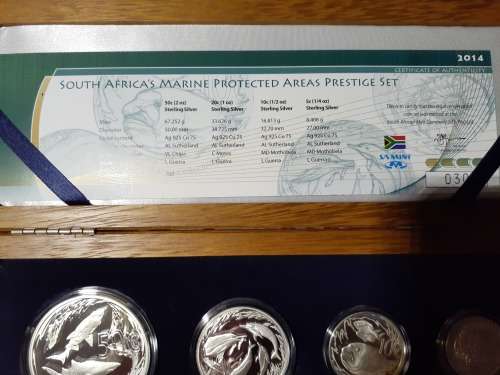 2014
CERTIFICATE OF AUTHENTICITY
SOUTH AFRICA'S MARINE PROTECTED AREAS PRESTIGE SET
50c (2 oz) 20c (1 oz) 10c (1/2 oz) 5c (1/4 oz)
Sterling Silver Sterling Silver Sterling Silver Sterling Silver
Mass 67.252 g 33.626 g 16.813 g 8.406 g
Diameter 50.00 mm 38.725 mm 32.70 mm 27.00 mm
Ag 925 Cu 75 Ag 925 Cu 75 Ag 925 Cu 75 Ag 925 Cu 75
AL Sutherland AL Sutherland AL Sutherland AL Sutherland
C Moses MD Mothobela MD Mothobela
L Guerra L Guerra L Guerra L Guerra
SA MINT
030
50